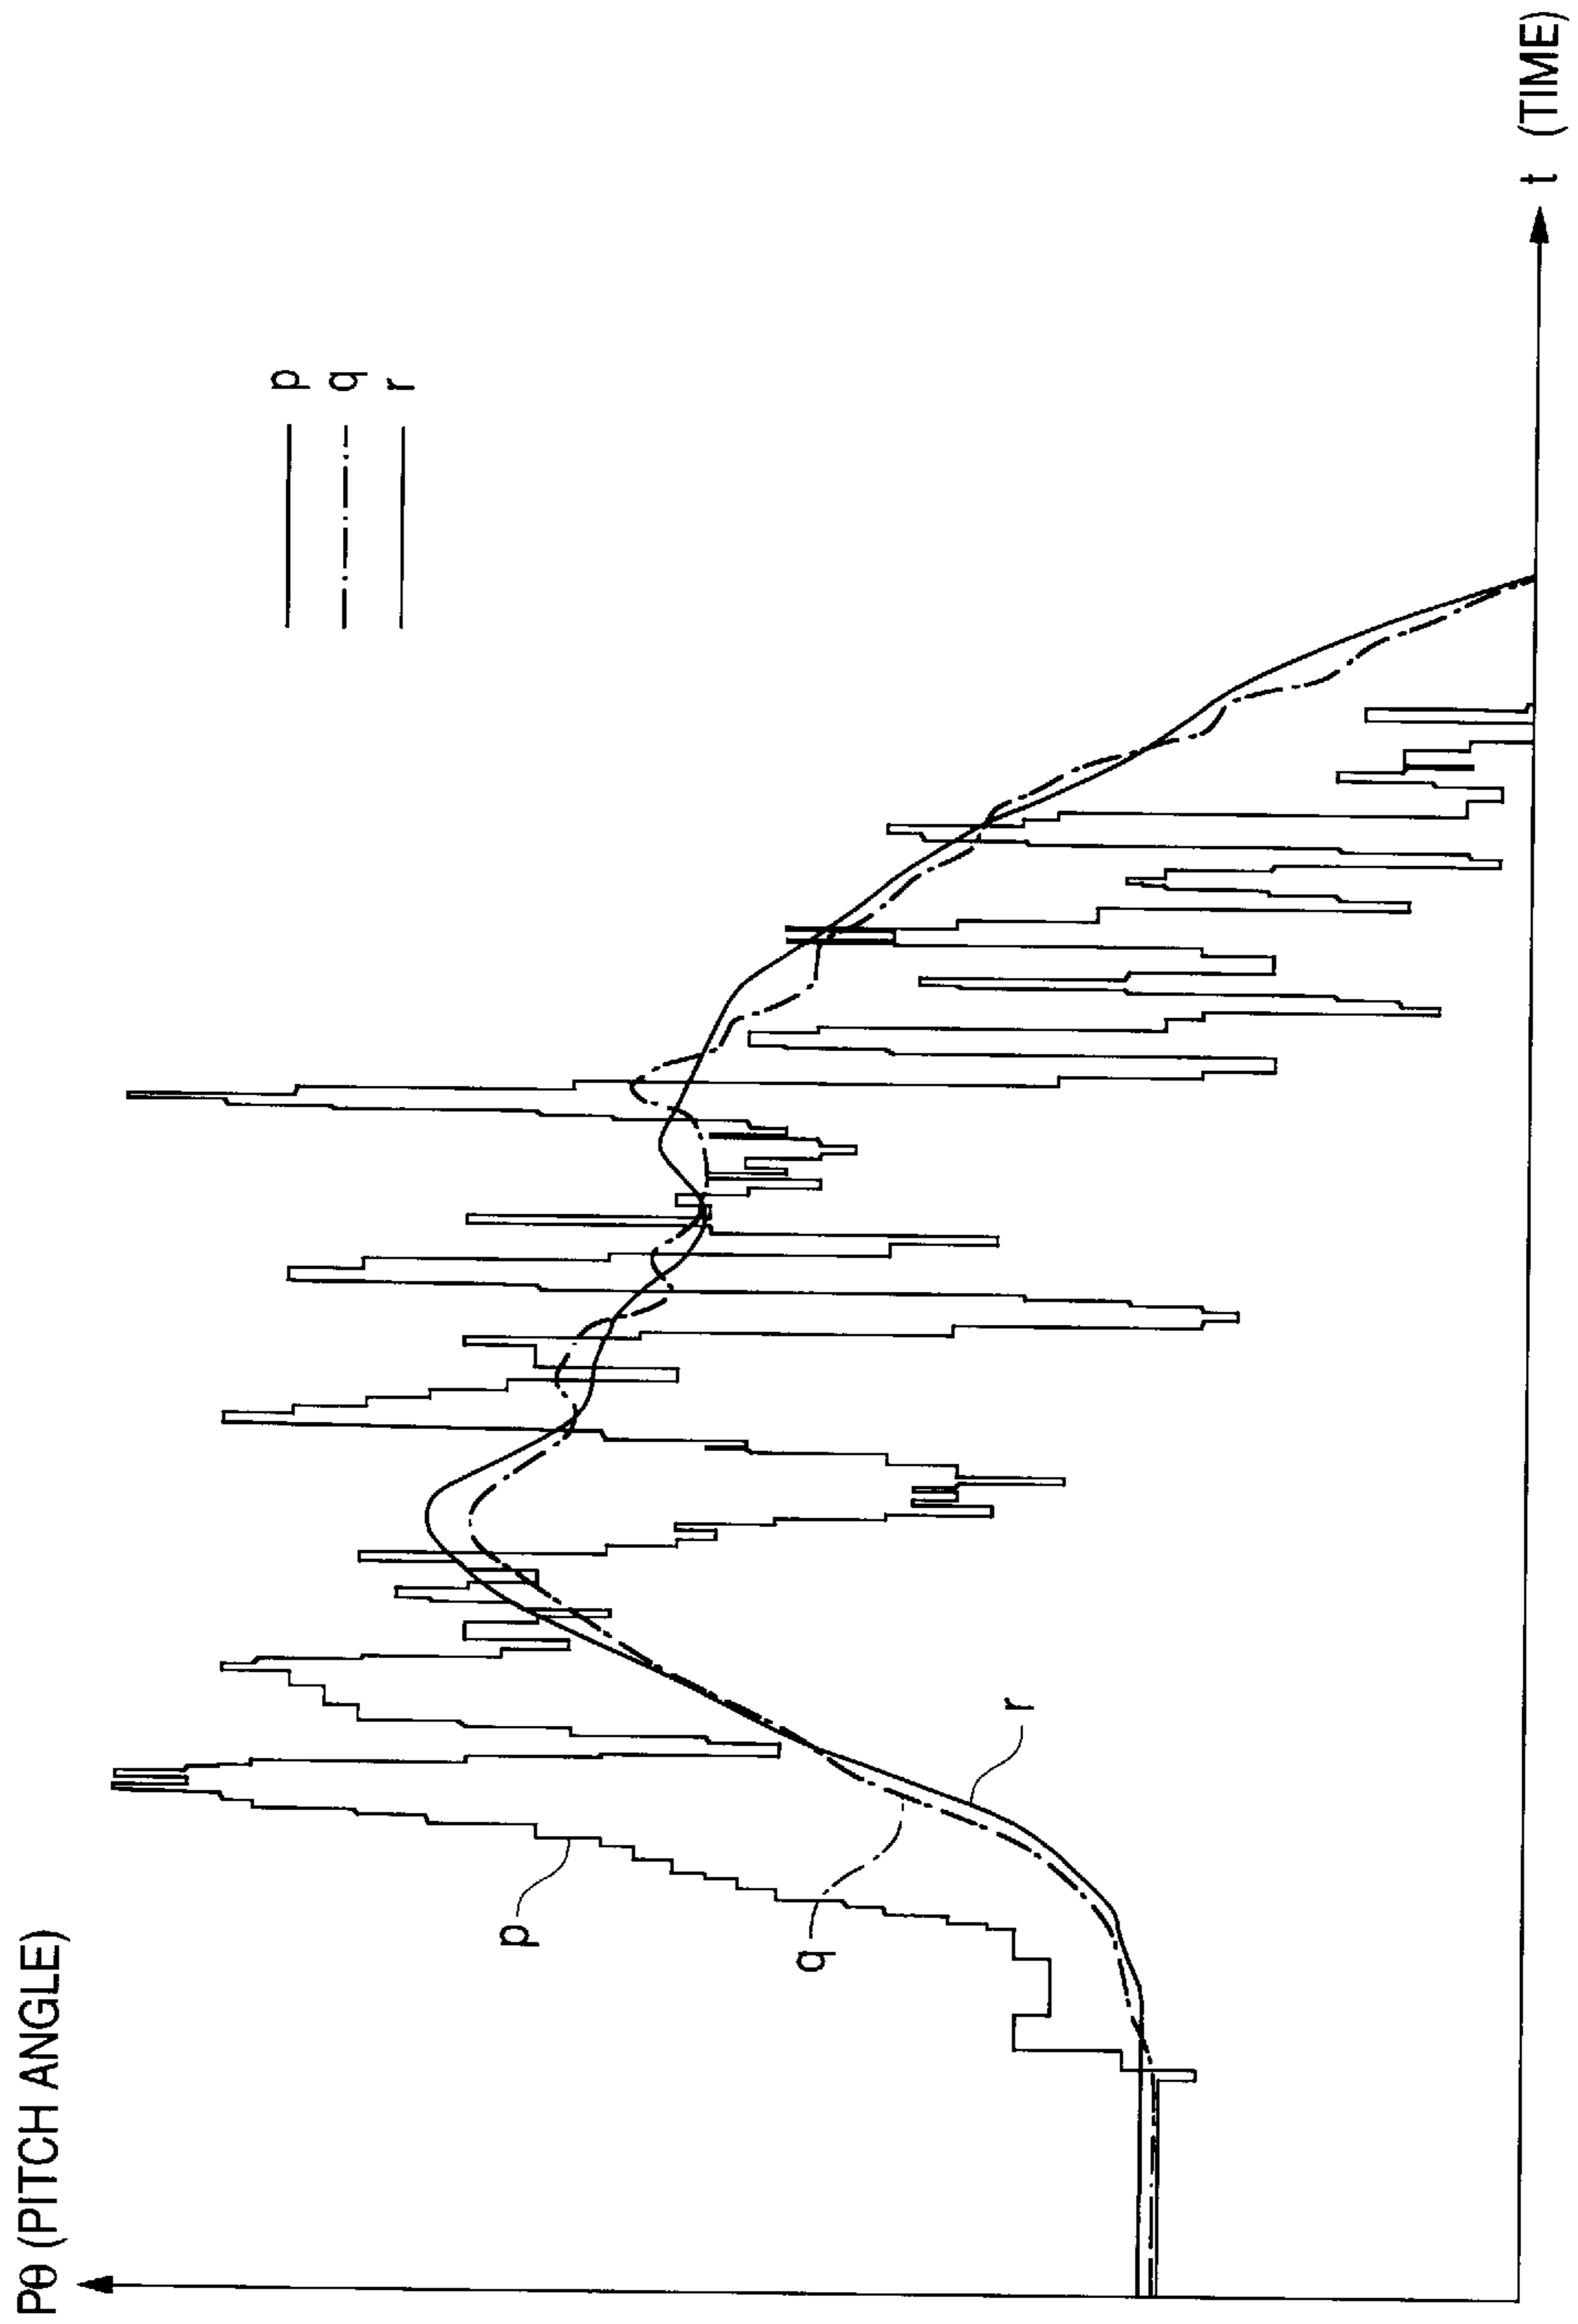 Pθ (PITCH ANGLE)
p
q
r
p
q
r
t (TIME)